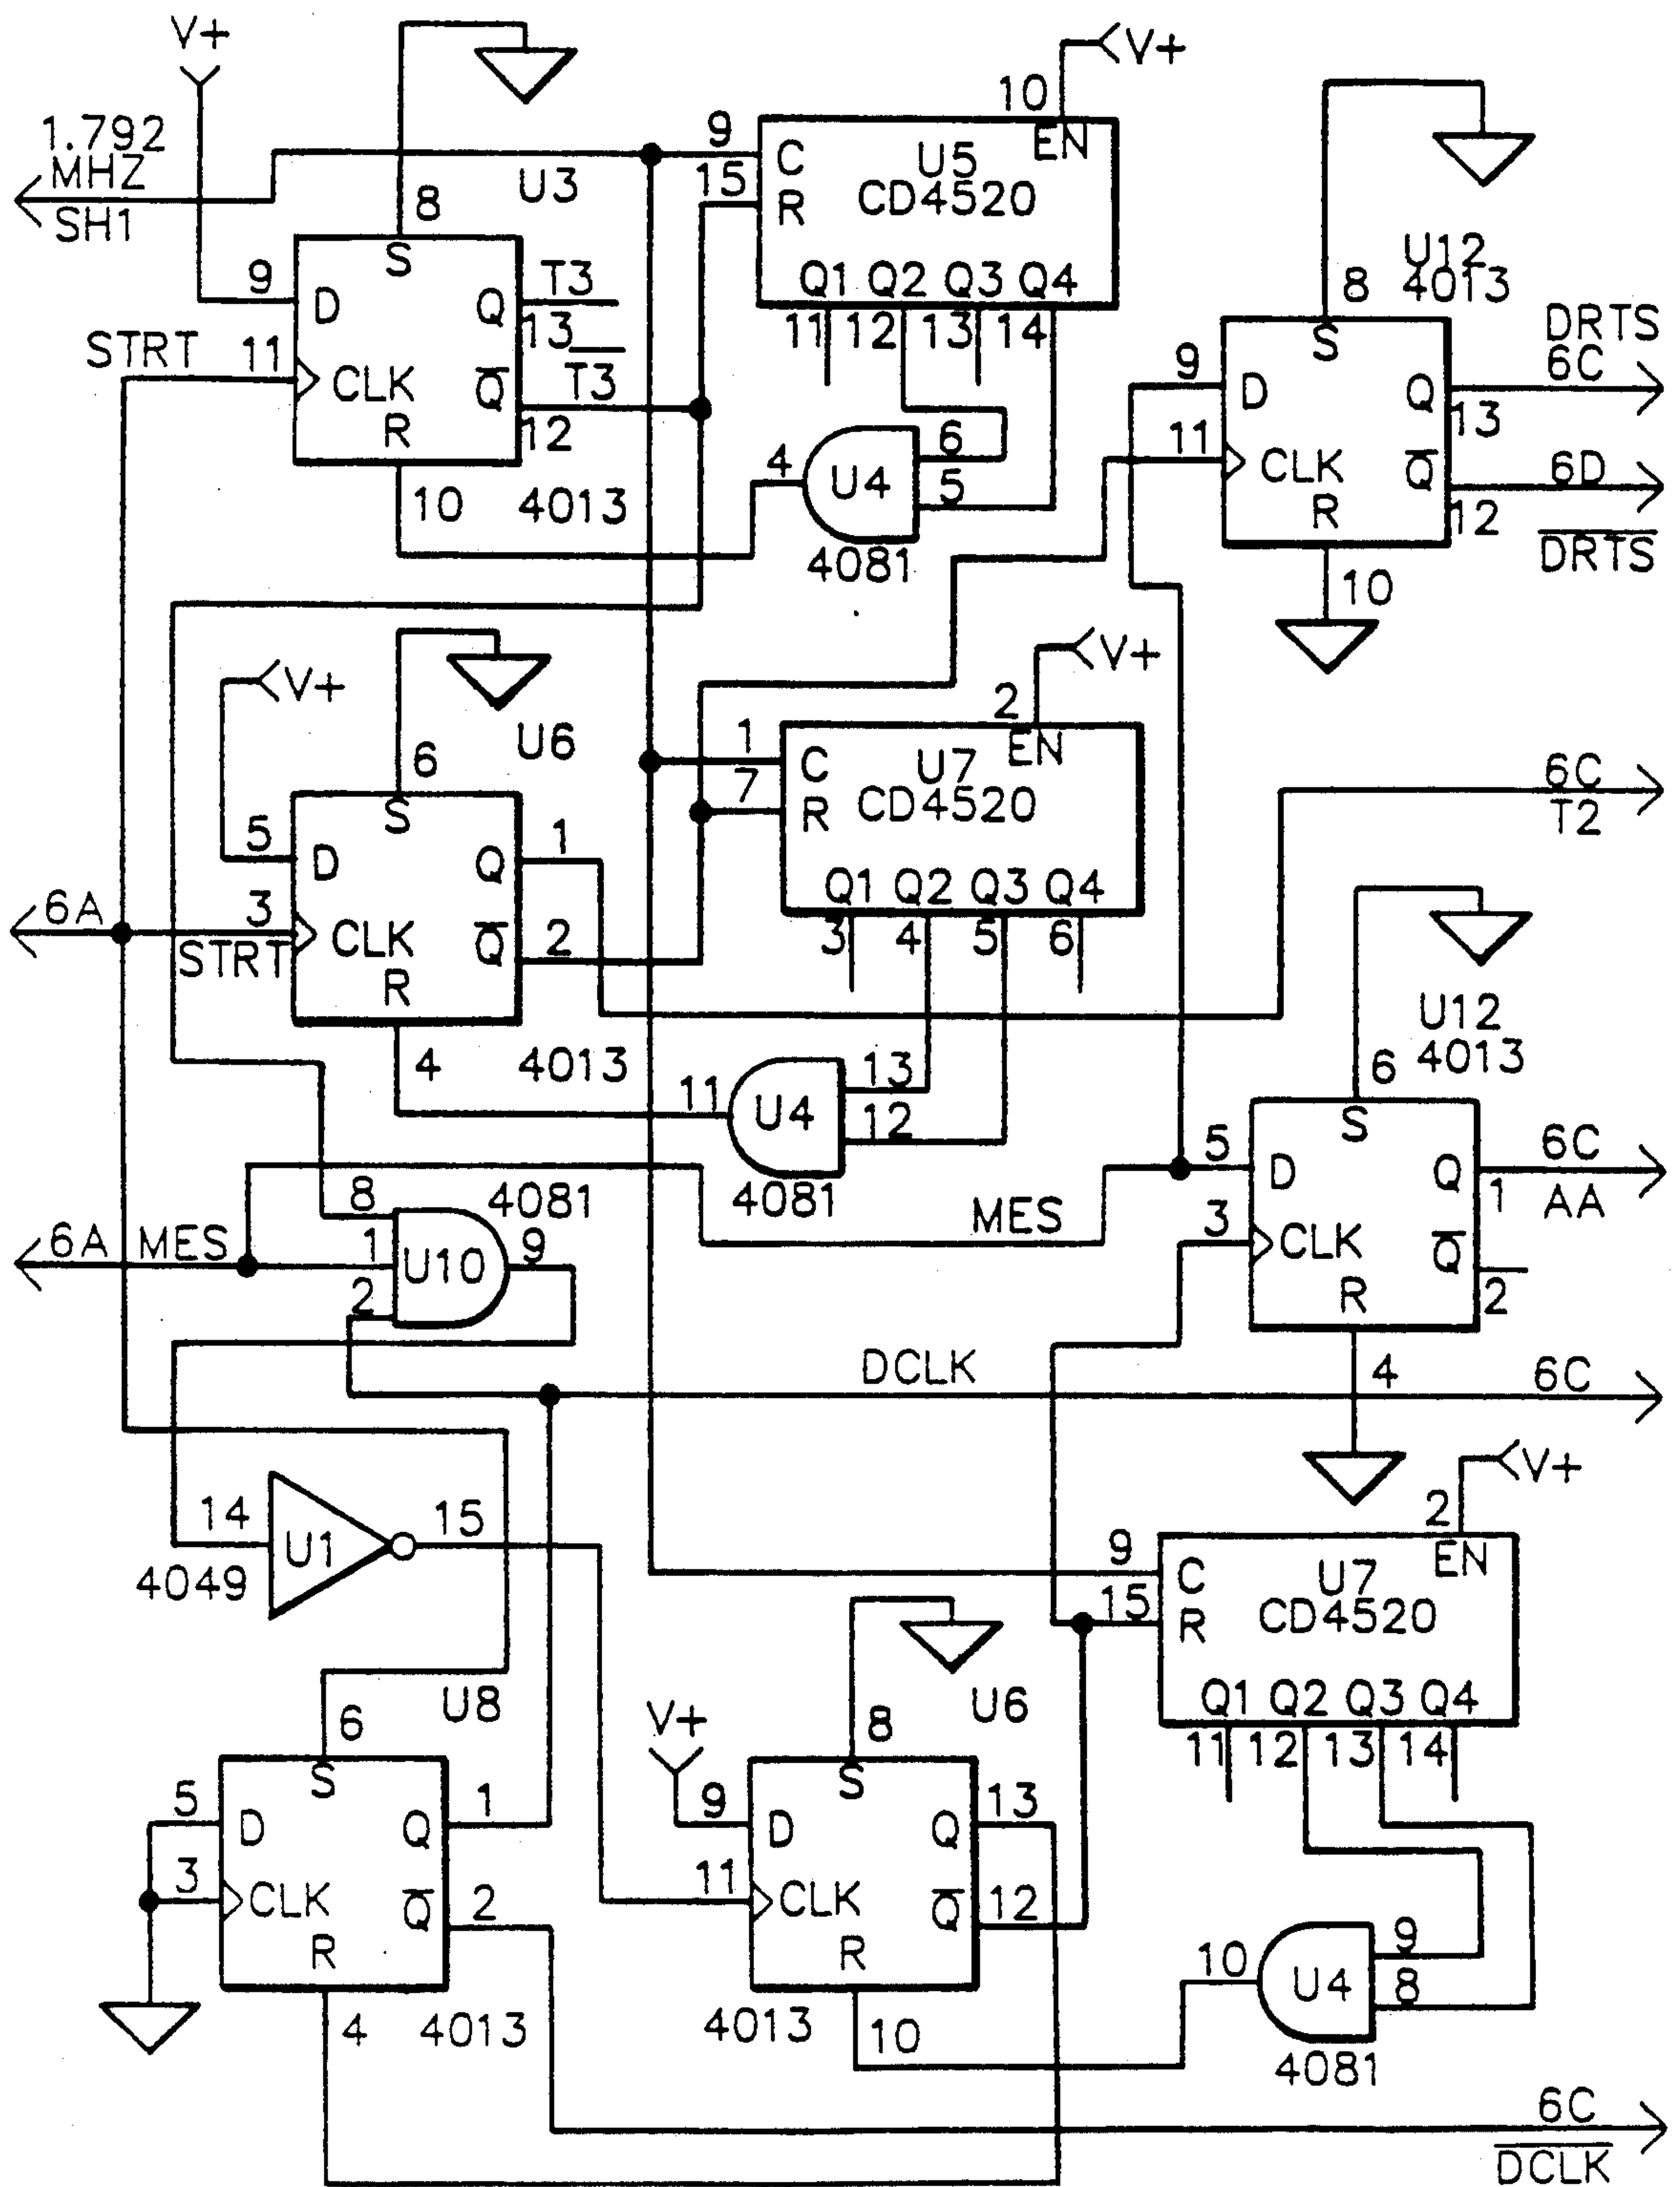 V+
1.792
MHZ
SH1
8
U3
9
15
10
V+
C
R
EN
U5
CD4520
Q1 Q2 Q3 Q4
11 12 13 14
9
STRT
11
S
D
CLK
R
Q
Q̅
T3
13
T̅3̅
12
10
4013
4
U4
6
5
4081
U12
4013
8
9
11
S
D
CLK
R
Q
Q̅
13
12
10
DRTS
6C
6D
D̅R̅T̅S̅
V+
6
U6
5
3
6A
STRT
S
D
CLK
R
Q
Q̅
1
2
4
4013
V+
2
1
7
C
R
EN
U7
CD4520
Q1 Q2 Q3 Q4
3 4 5 6
6C
T2
11
U4
13
12
4081
U12
4013
6
5
3
S
D
CLK
R
Q
Q̅
1
2
4
6C
AA
6A MES
8
1
2
U10
9
4081
MES
DCLK
6C
14
U1
15
4049
V+
2
9
15
C
R
EN
U7
CD4520
Q1 Q2 Q3 Q4
11 12 13 14
6
U8
5
3
S
D
CLK
R
Q
Q̅
1
2
4
4013
V+
8
U6
9
11
S
D
CLK
R
Q
Q̅
13
12
4013
10
10
U4
9
8
4081
6C
D̅C̅L̅K̅